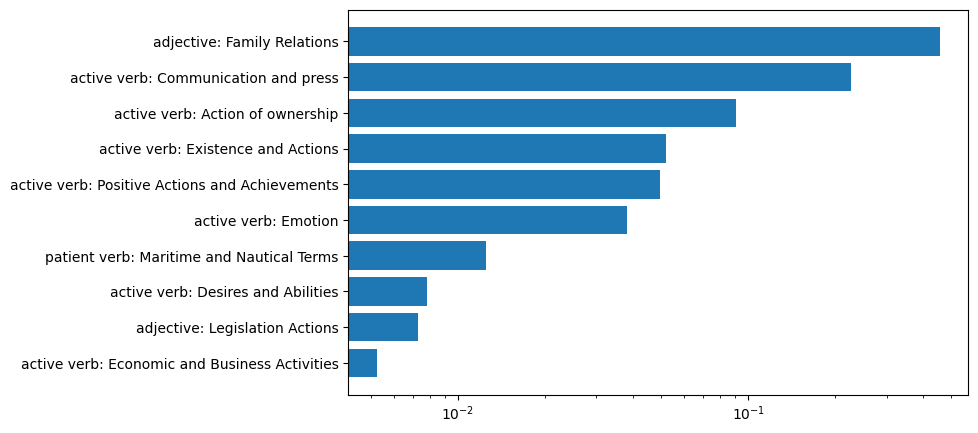 adjective: Family Relations
active verb: Communication and press
active verb: Action of ownership
active verb: Existence and Actions
active verb: Positive Actions and Achievements
active verb: Emotion
patient verb: Maritime and Nautical Terms
active verb: Desires and Abilities
adjective: Legislation Actions
active verb: Economic and Business Activities
10⁻² 10⁻¹